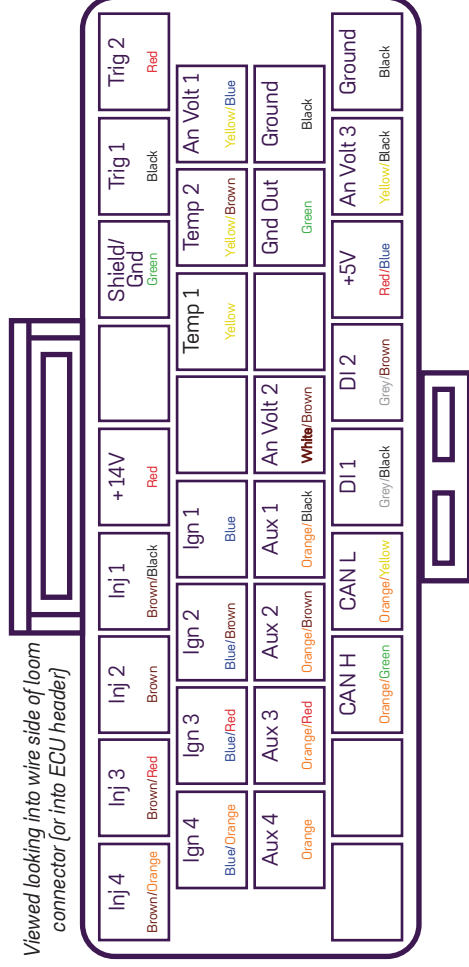 Viewed looking into wire side of loom
connector (or into ECU header)
Inj 4
Brown/Orange
Inj 3
Brown/Red
Inj 2
Brown
Inj 1
Brown/Black
+14V
Red
Shield/
Gnd
Green
Trig 1
Black
Trig 2
Red
Ign 4
Blue/Orange
Ign 3
Blue/Red
Ign 2
Blue/Brown
Ign 1
Blue
Temp 1
Yellow
Temp 2
Yellow/Brown
An Volt 1
Yellow/Blue
Aux 4
Orange
Aux 3
Orange/Red
Aux 2
Orange/Brown
Aux 1
Orange/Black
An Volt 2
White/Brown
Gnd Out
Green
Ground
Black
CAN H
Orange/Green
CAN L
Orange/Yellow
DI 1
Grey/Black
DI 2
Grey/Brown
+5V
Red/Blue
An Volt 3
Yellow/Black
Ground
Black